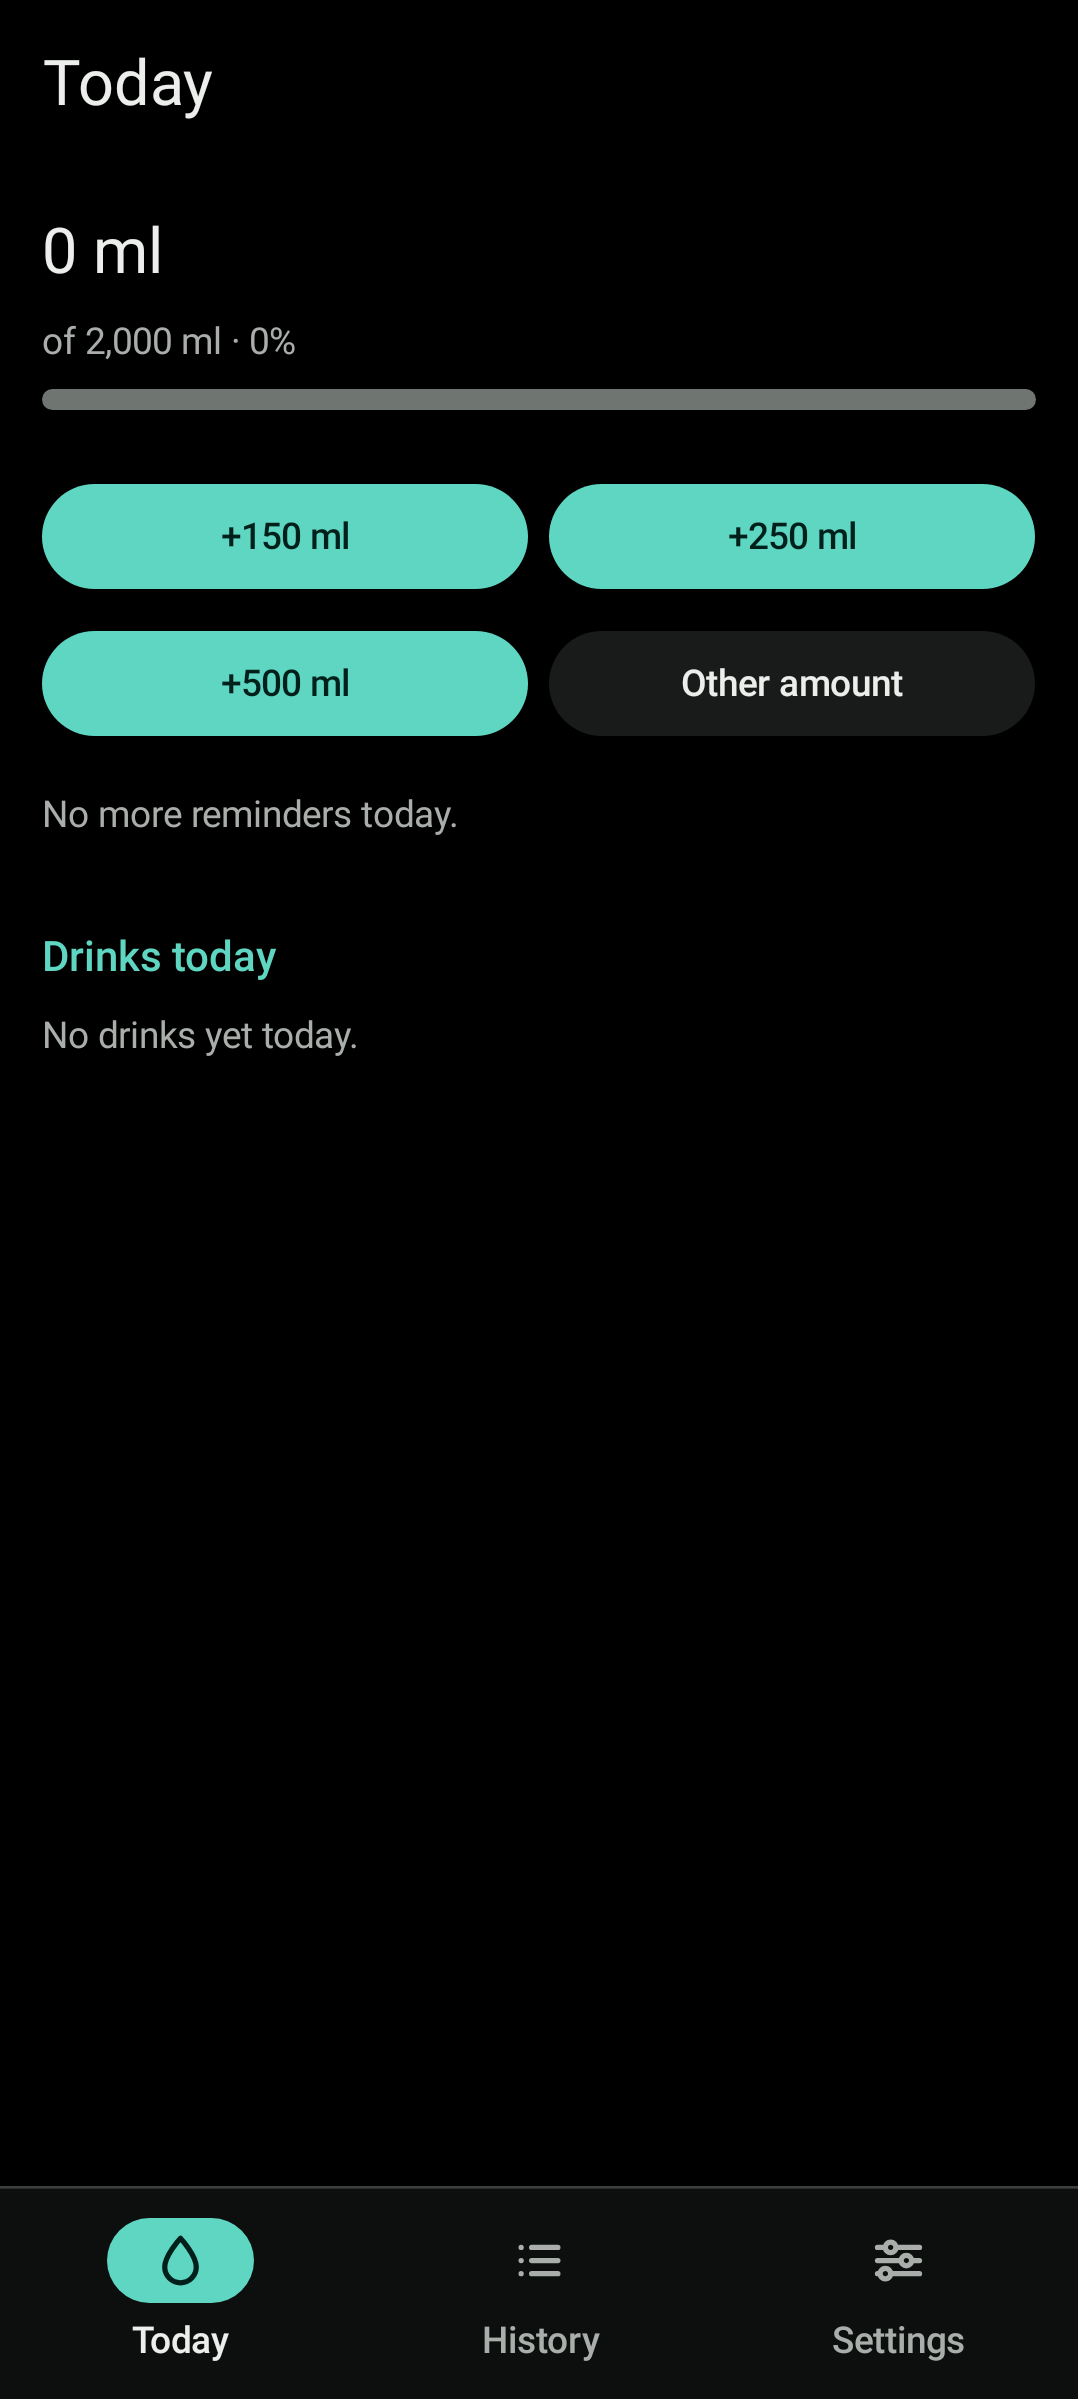 Today
0 ml
of 2,000 ml · 0%
+150 ml
+250 ml
+500 ml
Other amount
No more reminders today.
Drinks today
No drinks yet today.
Today
History
Settings